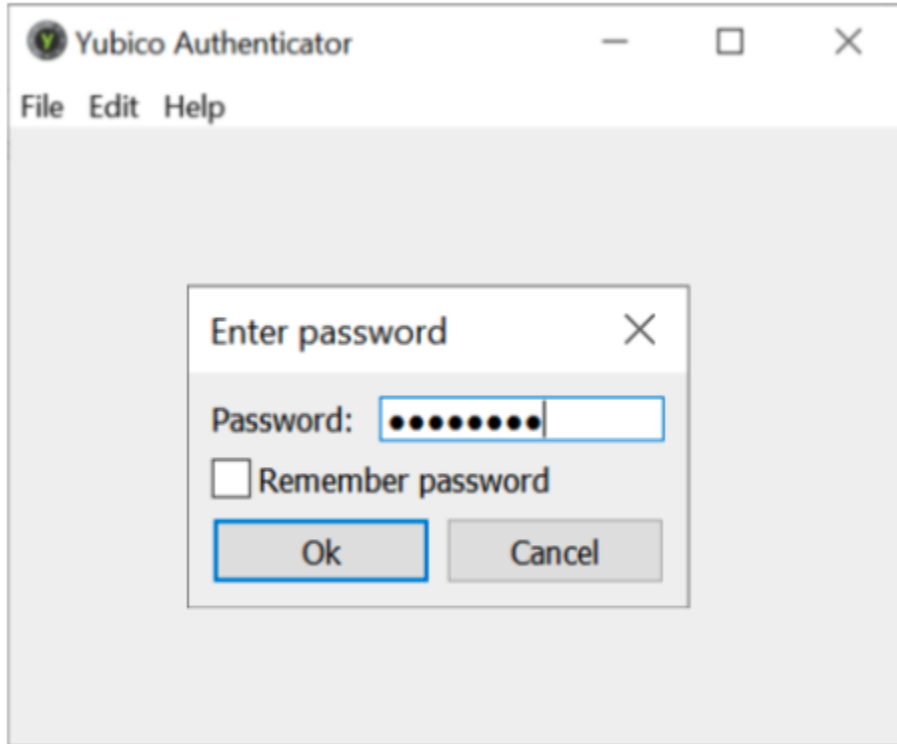 Yubico Authenticator
File Edit Help
Enter password
Password: ●●●●●●●●
Remember password
Ok Cancel